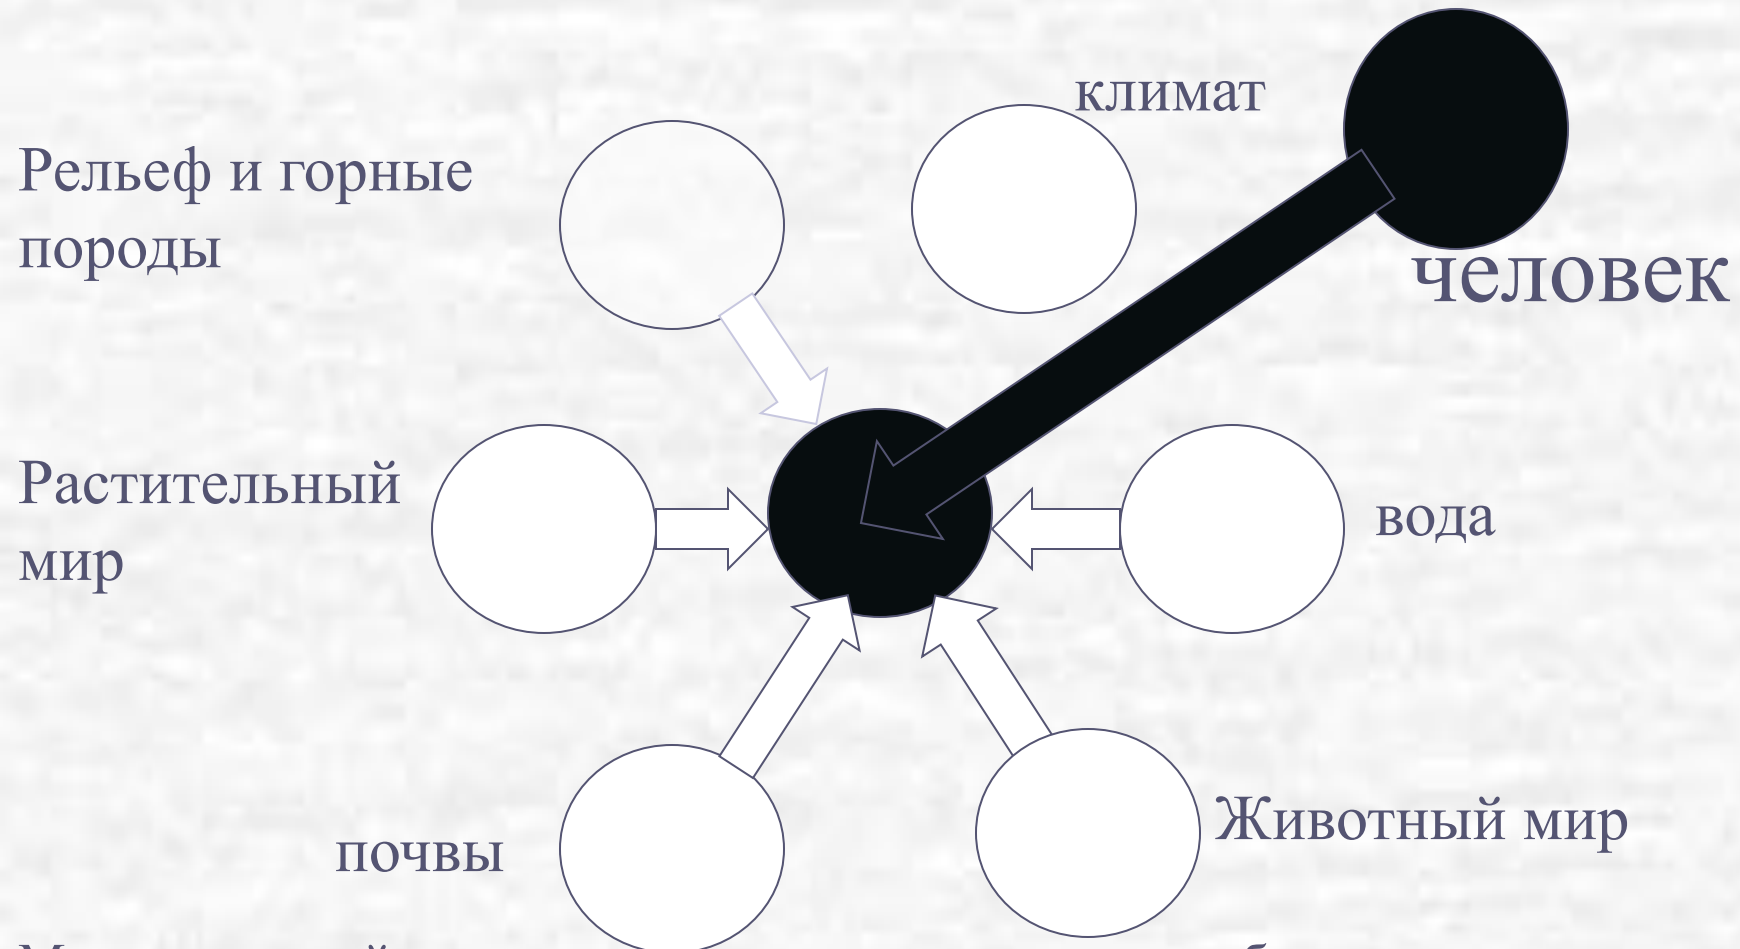 климат
Рельеф и горные
породы
человек
Растительный
мир
вода
Животный мир
почвы